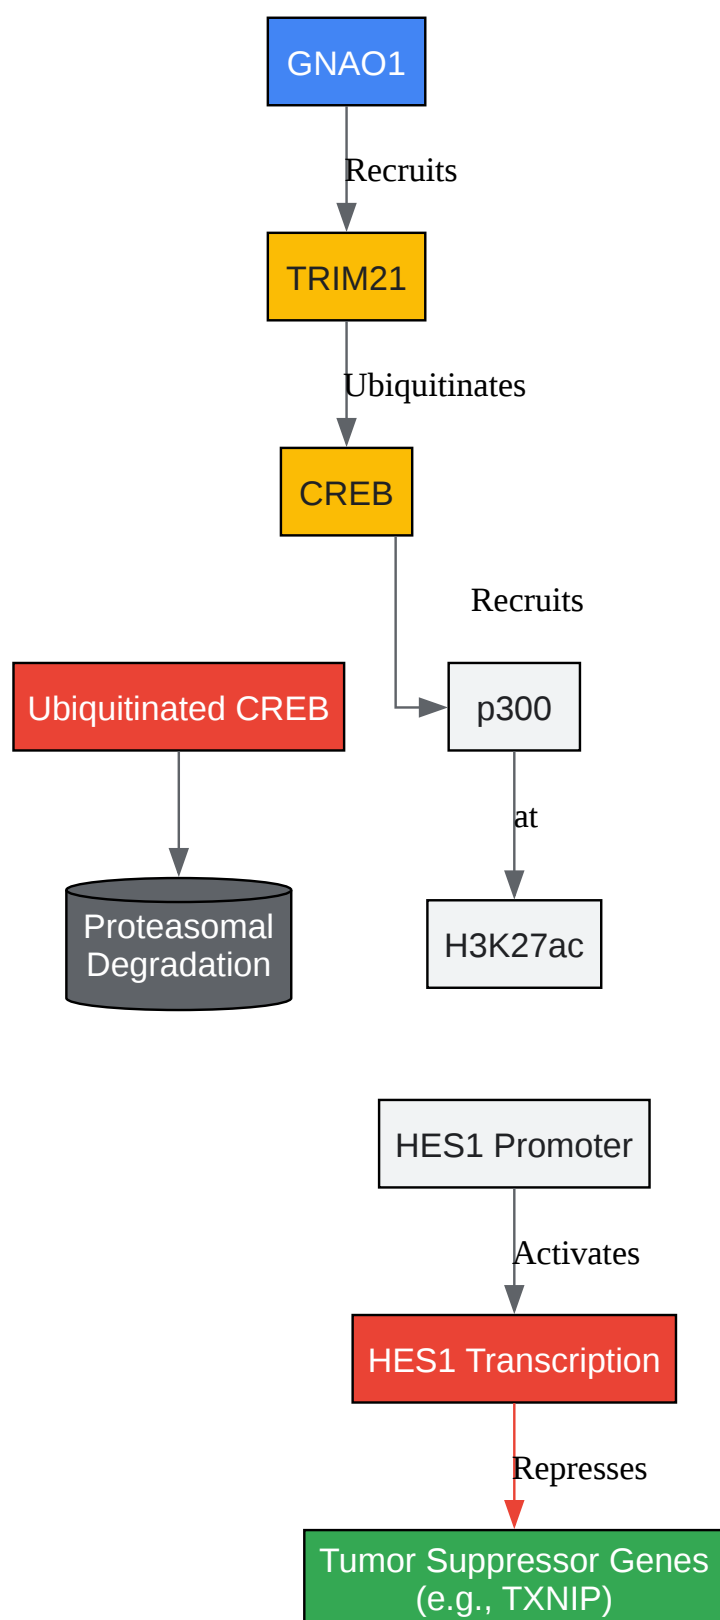 GNAO1
Recruits
TRIM21
Ubiquitinates
CREB
Recruits
Ubiquitinated CREB
p300
at
Proteasomal
Degradation
H3K27ac
HES1 Promoter
Activates
HES1 Transcription
Represses
Tumor Suppressor Genes
(e.g., TXNIP)